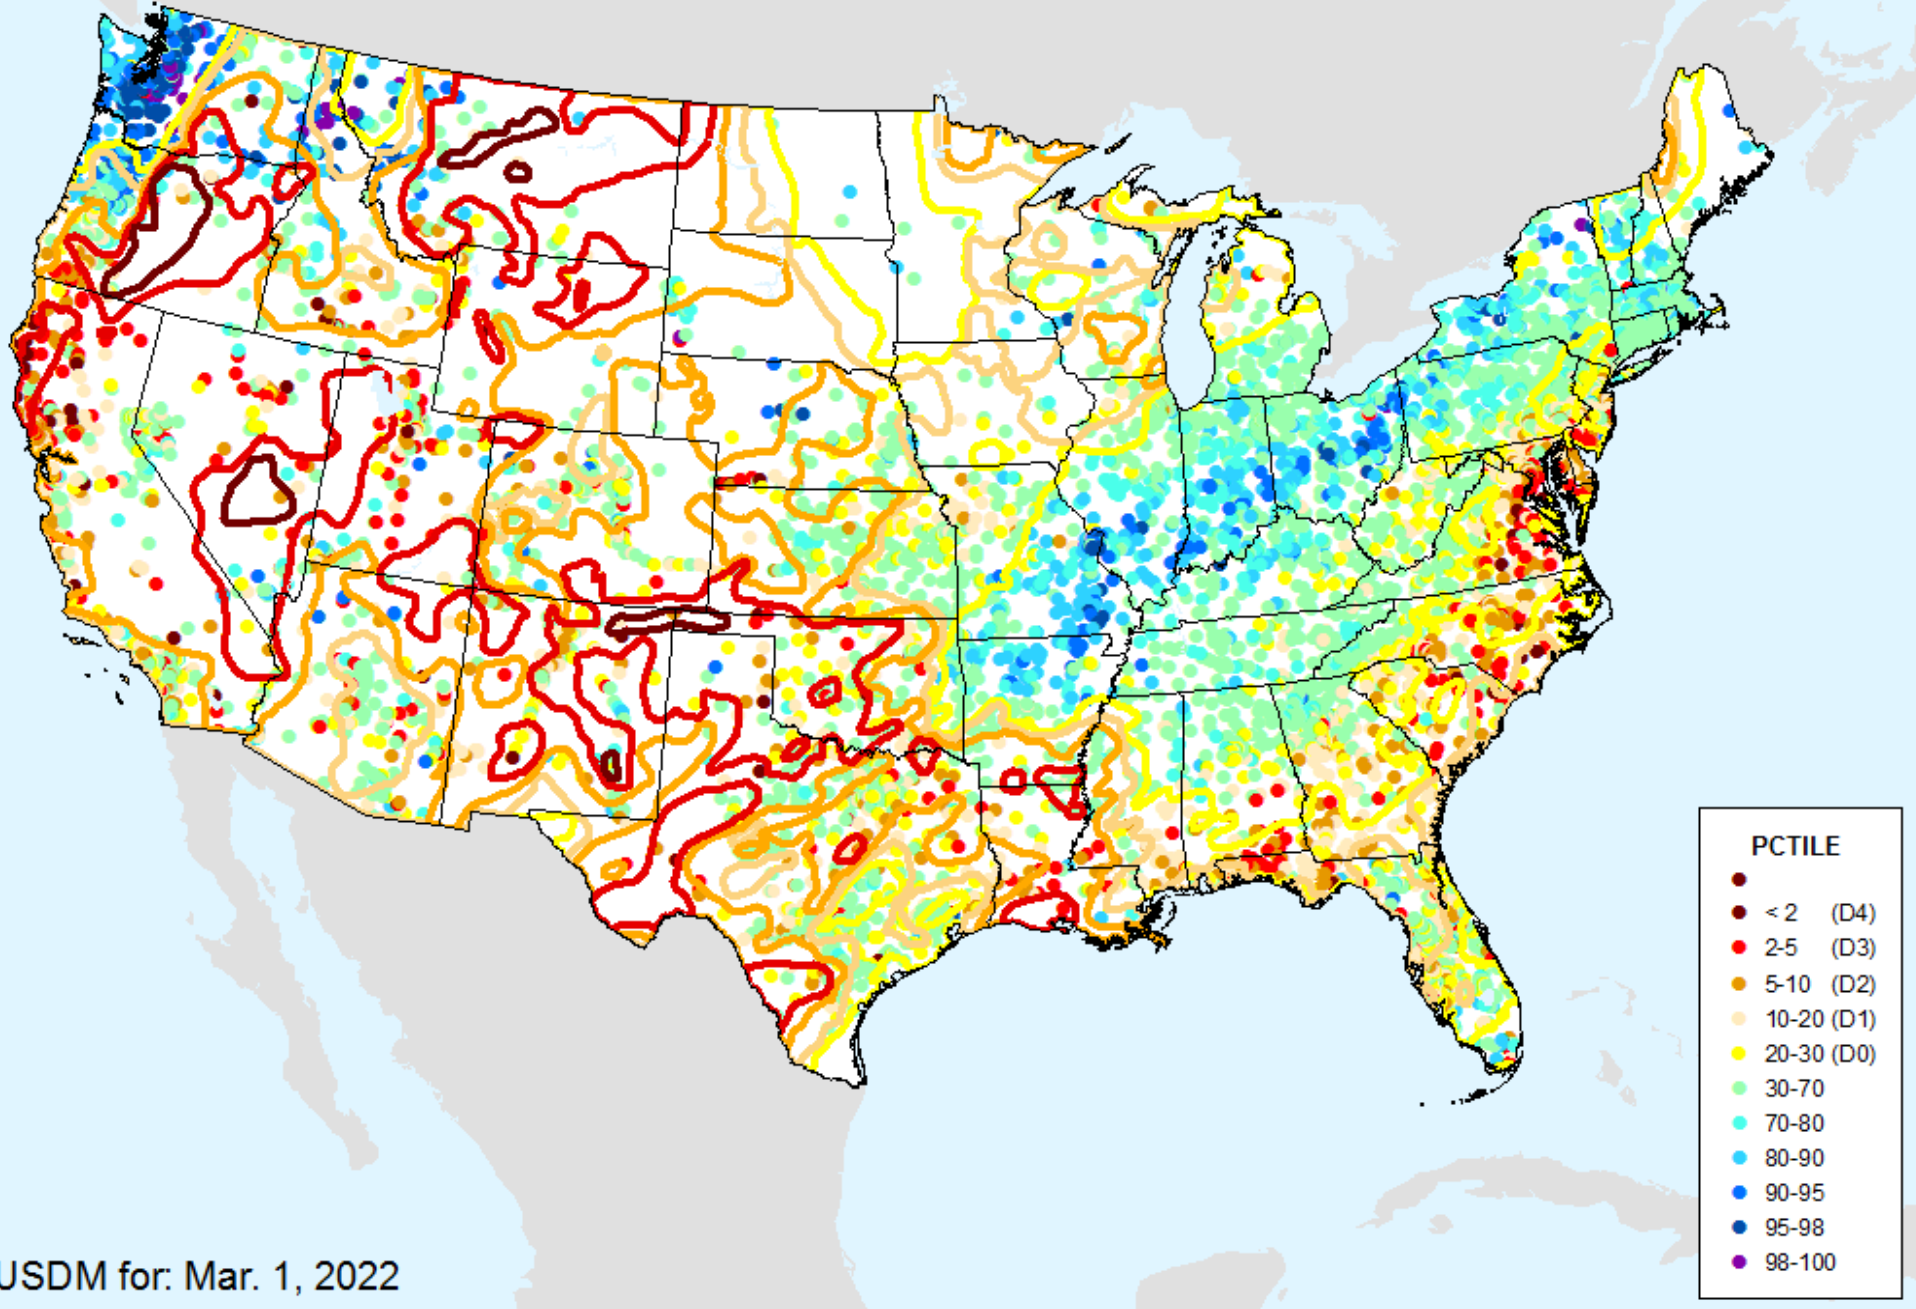 PCTILE
< 2 (D4)
2-5 (D3)
5-10 (D2)
10-20 (D1)
20-30 (D0)
30-70
70-80
80-90
90-95
95-98
98-100
USDM for: Mar. 1, 2022